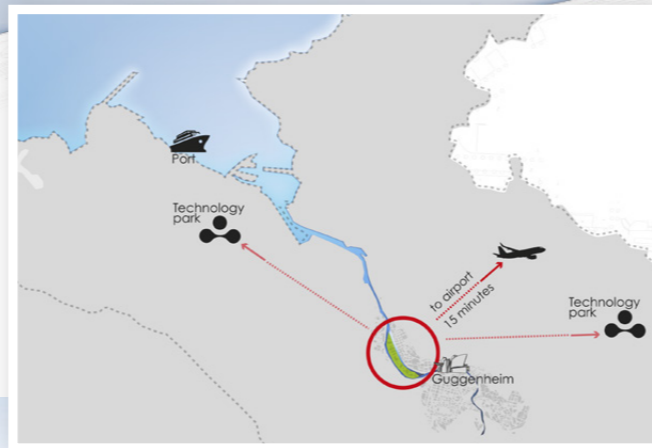 Port
Technology
park
to airport
15 minutes
Technology
park
Guggenheim